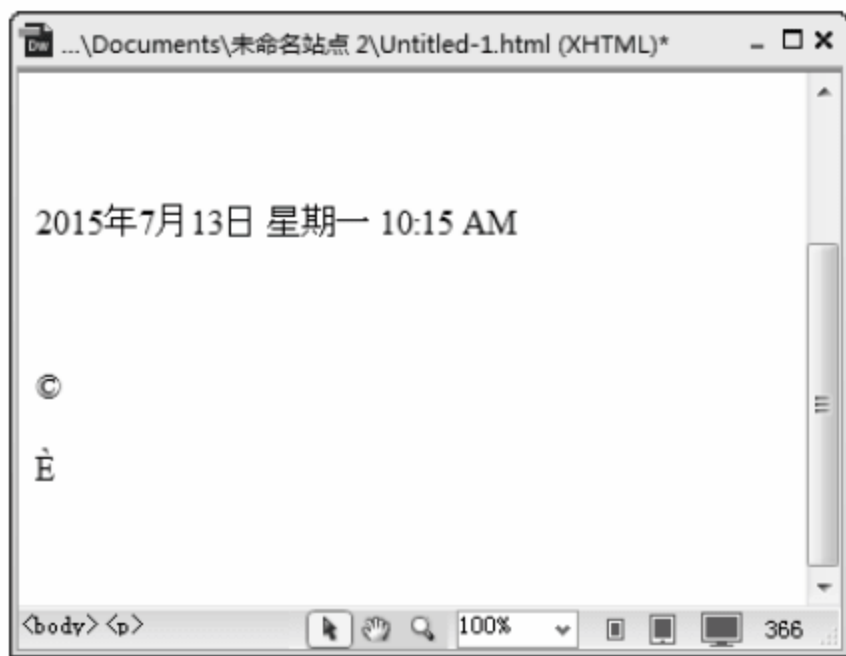 Dw ...\Documents\未命名站点 2\Untitled-1.html (XHTML)*
2015年7月13日 星期一 10:15 AM
©
È
<body> <p> 100% 366